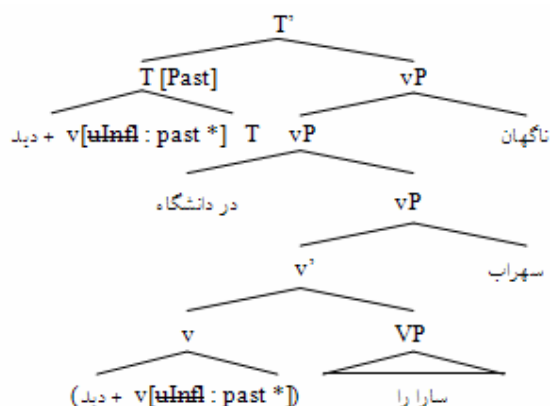 T’
T [Past] vP
دید + v[uInfl : past *] T vP ناگهان
در دانشگاه vP
v’ سهراب
v VP
(دید + v[uInfl : past *]) سارا را